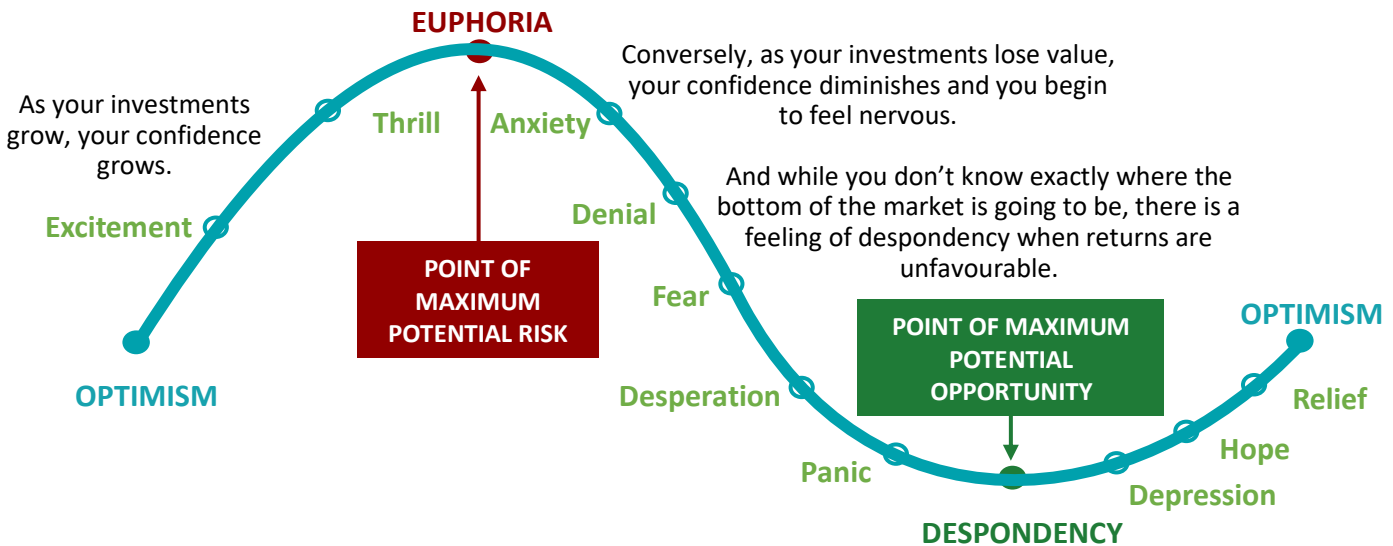 EUPHORIA
As your investments
grow, your confidence
grows.
Conversely, as your investments lose value,
your confidence diminishes and you begin
to feel nervous.
Thrill
Anxiety
And while you don’t know exactly where the
bottom of the market is going to be, there is a
feeling of despondency when returns are
unfavourable.
Excitement
Denial
POINT OF
MAXIMUM
POTENTIAL RISK
Fear
POINT OF MAXIMUM
POTENTIAL
OPPORTUNITY
OPTIMISM
OPTIMISM
Desperation
Relief
Panic
Hope
Depression
DESPONDENCY